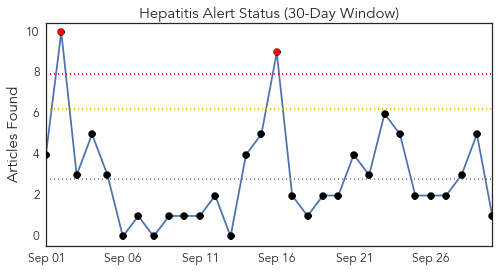 Hepatitis Alert Status (30-Day Window)
Articles Found
10
8
6
4
2
0
Sep 01 Sep 06 Sep 11 Sep 16 Sep 21 Sep 26